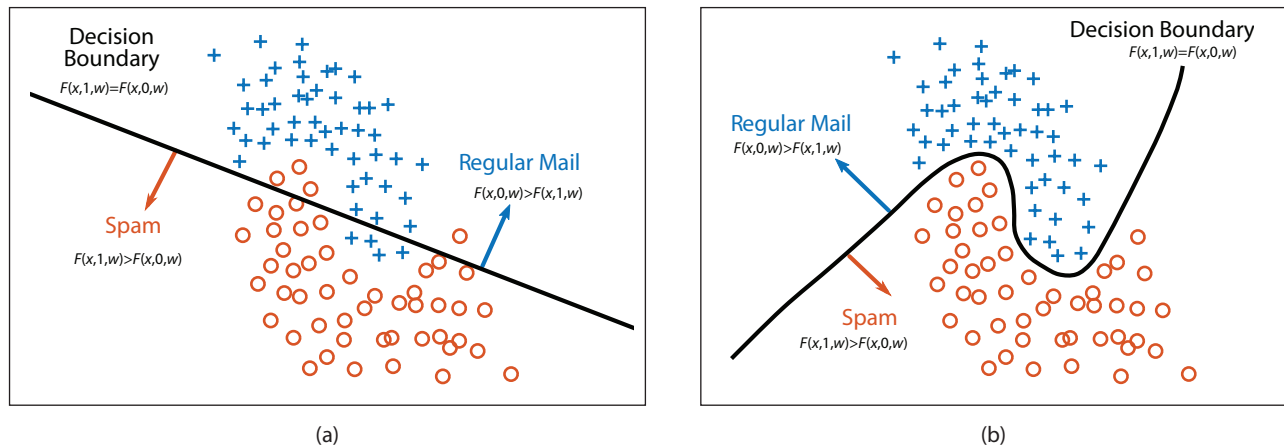 Decision
Boundary
F(x,1,w)=F(x,0,w)
Regular Mail
F(x,0,w)>F(x,1,w)
Spam
F(x,1,w)>F(x,0,w)
(a)
Decision Boundary
F(x,1,w)=F(x,0,w)
Regular Mail
F(x,0,w)>F(x,1,w)
Spam
F(x,1,w)>F(x,0,w)
(b)